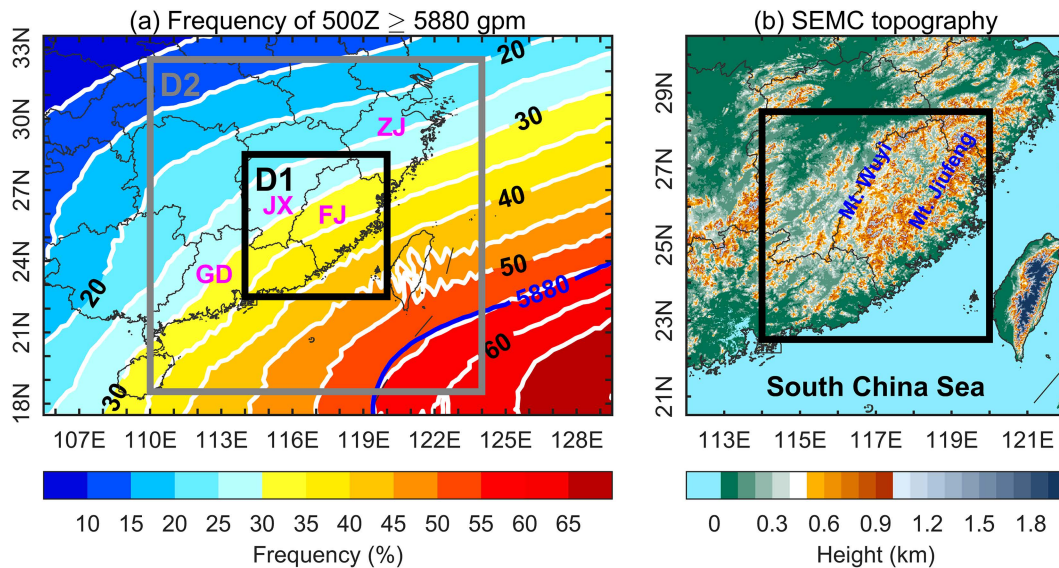 (a) Frequency of 500Z ≥ 5880 gpm
(b) SEMC topography
33N
30N
27N
24N
21N
18N
D2
20
ZJ
30
D1
JX
FJ
40
GD
20
50
5880
60
30
107E 110E 113E 116E 119E 122E 125E 128E
10 15 20 25 30 35 40 45 50 55 60 65
Frequency (%)
29N
27N
25N
23N
21N
Mt. Wuyi
Mt. Jiufeng
South China Sea
113E 115E 117E 119E 121E
0 0.3 0.6 0.9 1.2 1.5 1.8
Height (km)